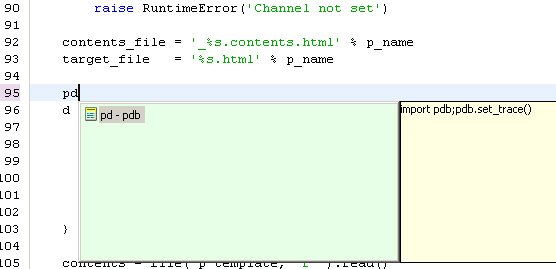 90 raise RuntimeError('Channel not set')
91
92 contents_file = '_%s.contents.html' % p_name
93 target_file = '%s.html' % p_name
94
95 pd
96 d
97
98
99
100
101
102
103 }
104
105 contents = file( p_template,
pd - pdb
import pdb;pdb.set_trace()